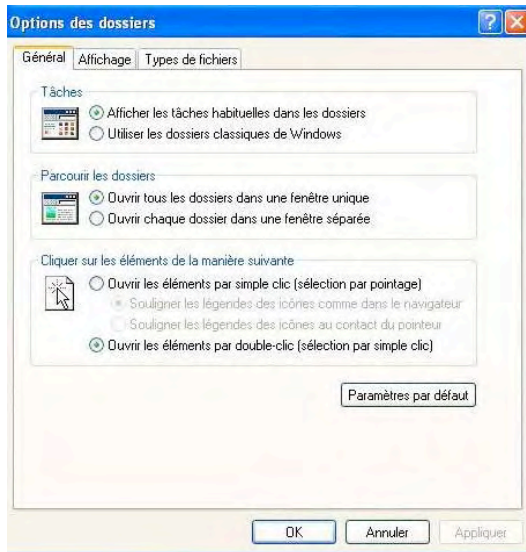 Options des dossiers
Général Affichage Types de fichiers
Tâches
Afficher les tâches habituelles dans les dossiers
Utiliser les dossiers classiques de Windows
Parcourir les dossiers
Ouvrir tous les dossiers dans une fenêtre unique
Ouvrir chaque dossier dans une fenêtre séparée
Cliquer sur les éléments de la manière suivante
Ouvrir les éléments par simple clic (sélection par pointage)
Souligner les légendes des icônes comme dans le navigateur
Souligner les légendes des icônes au contact du pointeur
Ouvrir les éléments par double-clic (sélection par simple clic)
Paramètres par défaut
OK Annuler Appliquer